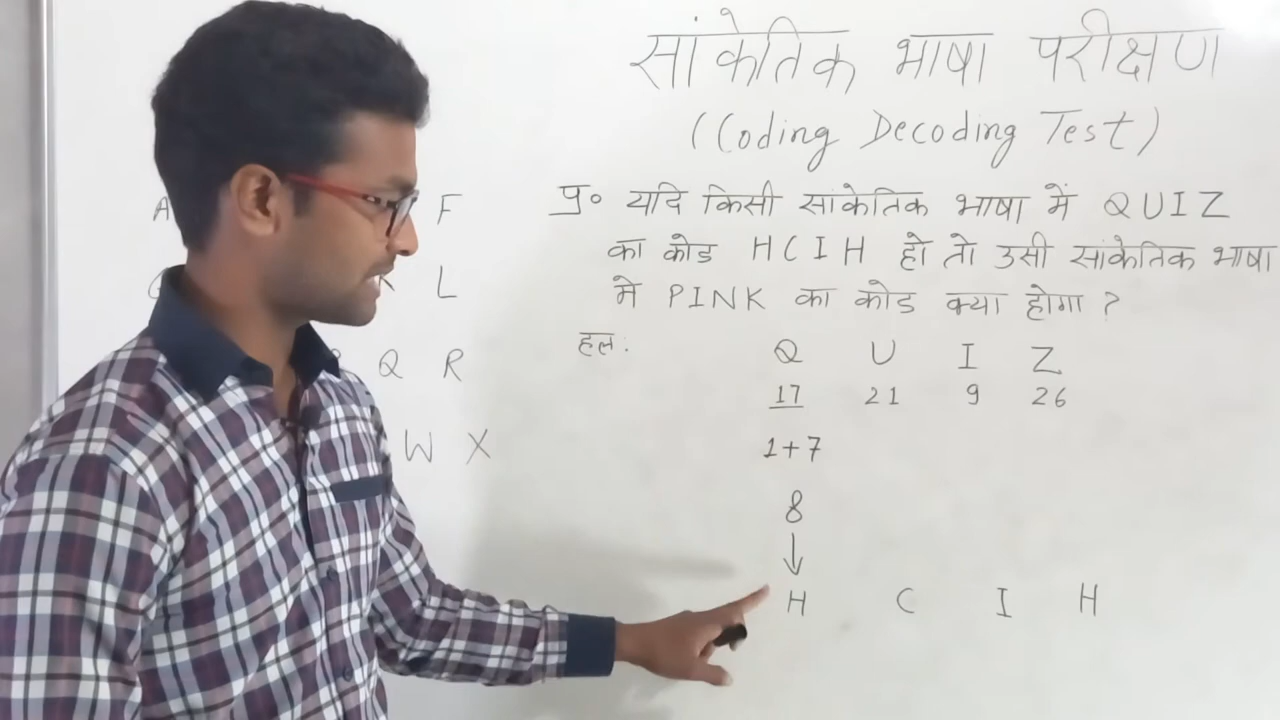 सांकेतिक भाषा परीक्षण
(Coding Decoding Test)
प्र० यदि किसी सांकेतिक भाषा में QUIZ
का कोड HCIH हो तो उसी सांकेतिक भाषा
में PINK का कोड क्या होगा ?
हल:
Q U I Z
17 21 9 26
1+7
8
↓
H C I H
A F
K L
Q R
W X